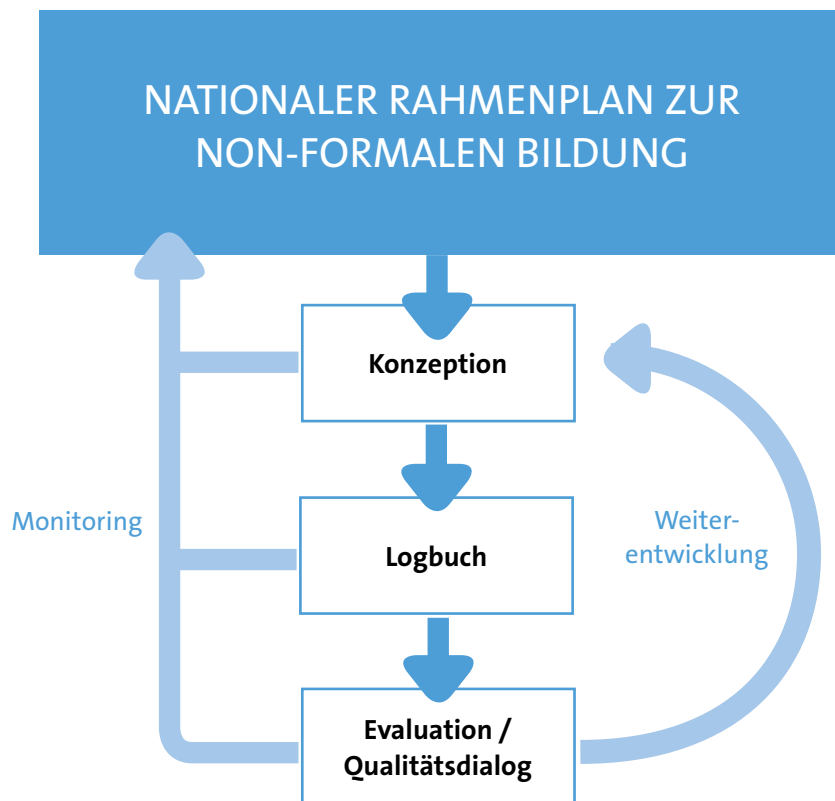 NATIONALER RAHMENPLAN ZUR
NON-FORMALEN BILDUNG
Konzeption
Monitoring
Logbuch
Weiter-
entwicklung
Evaluation /
Qualitätsdialog